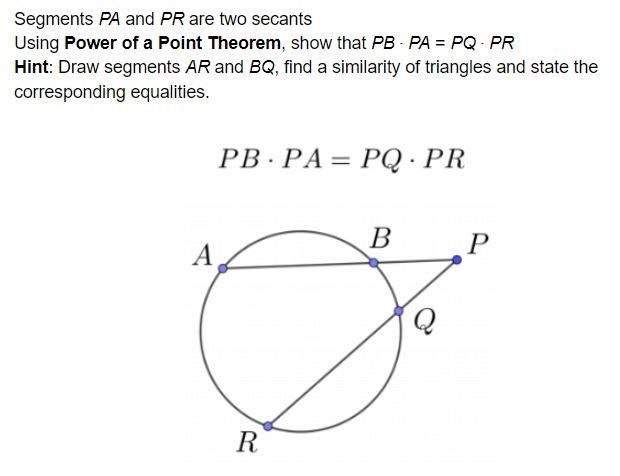 Segments PA and PR are two secants
Using Power of a Point Theorem, show that PB · PA = PQ · PR
Hint: Draw segments AR and BQ, find a similarity of triangles and state the
corresponding equalities.
PB · PA = PQ · PR
A
B
P
Q
R